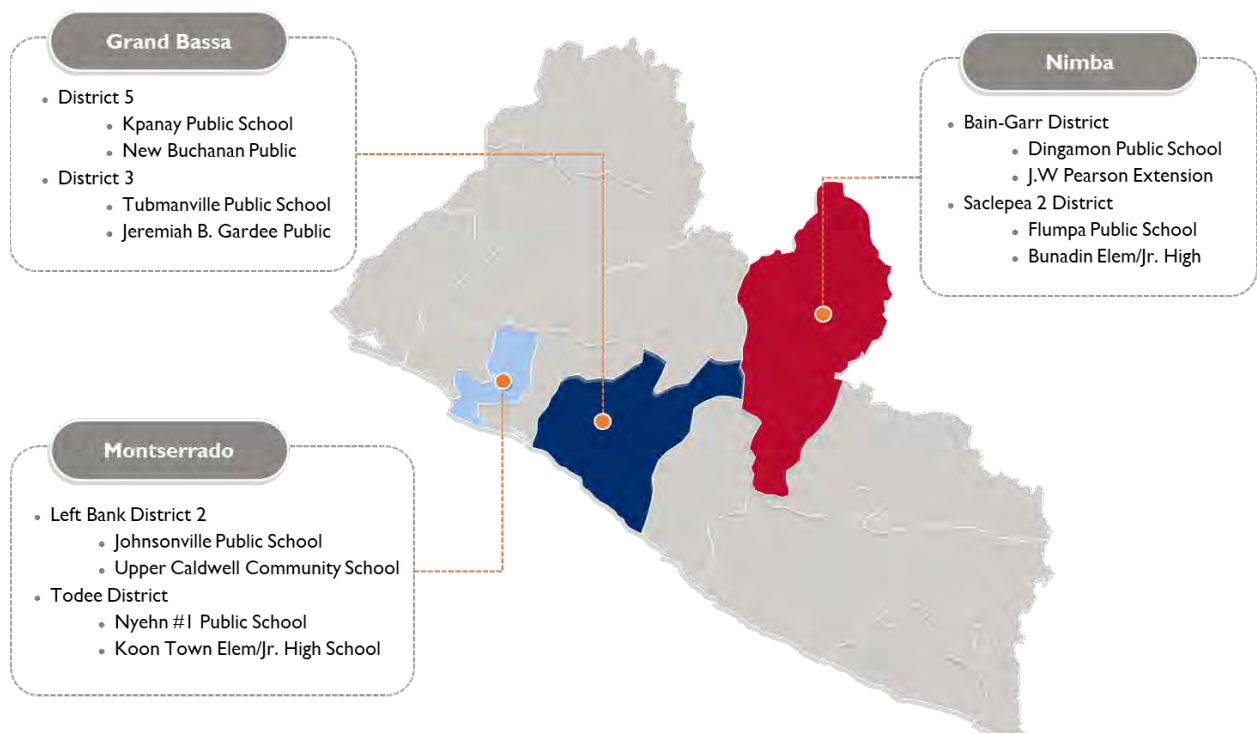 Grand Bassa
District 5
Kpanay Public School
New Buchanan Public
District 3
Tubmanville Public School
Jeremiah B. Gardee Public
Nimba
Bain-Garr District
Dingamon Public School
J.W Pearson Extension
Saclepea 2 District
Flumpa Public School
Bunadin Elem/Jr. High
Montserrado
Left Bank District 2
Johnsonville Public School
Upper Caldwell Community School
Todee District
Nyehn #1 Public School
Koon Town Elem/Jr. High School